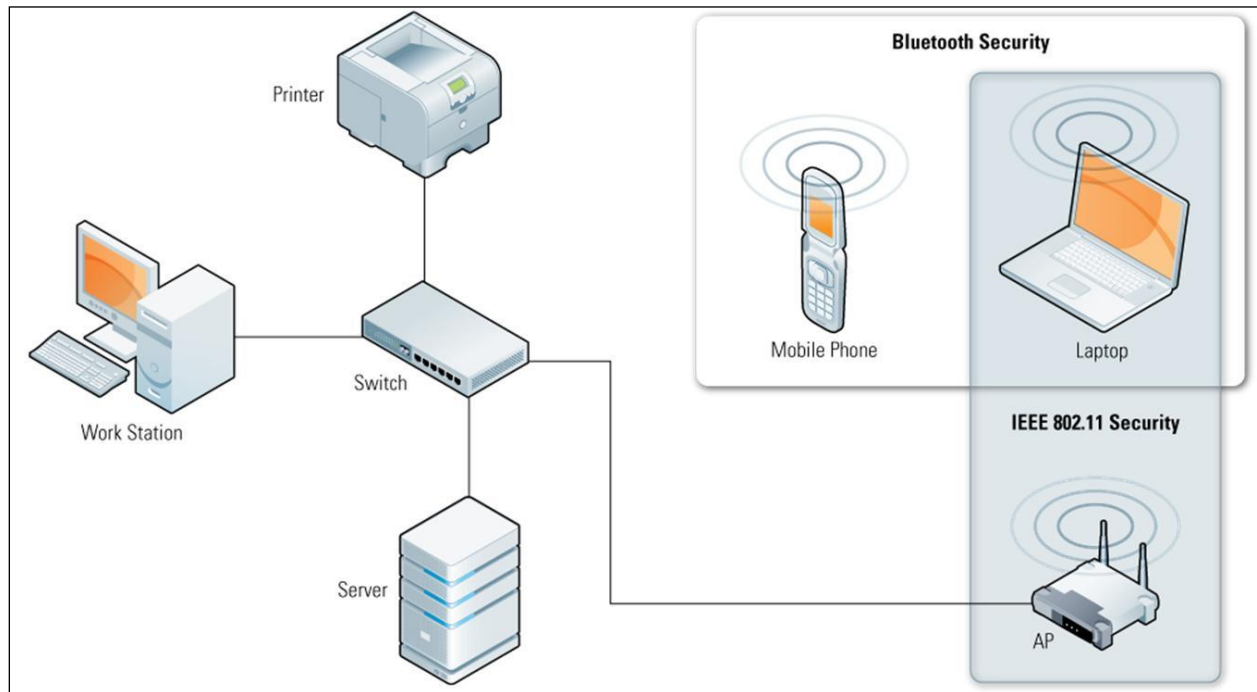 Bluetooth Security
Printer
Mobile Phone
Laptop
Switch
Work Station
IEEE 802.11 Security
Server
AP